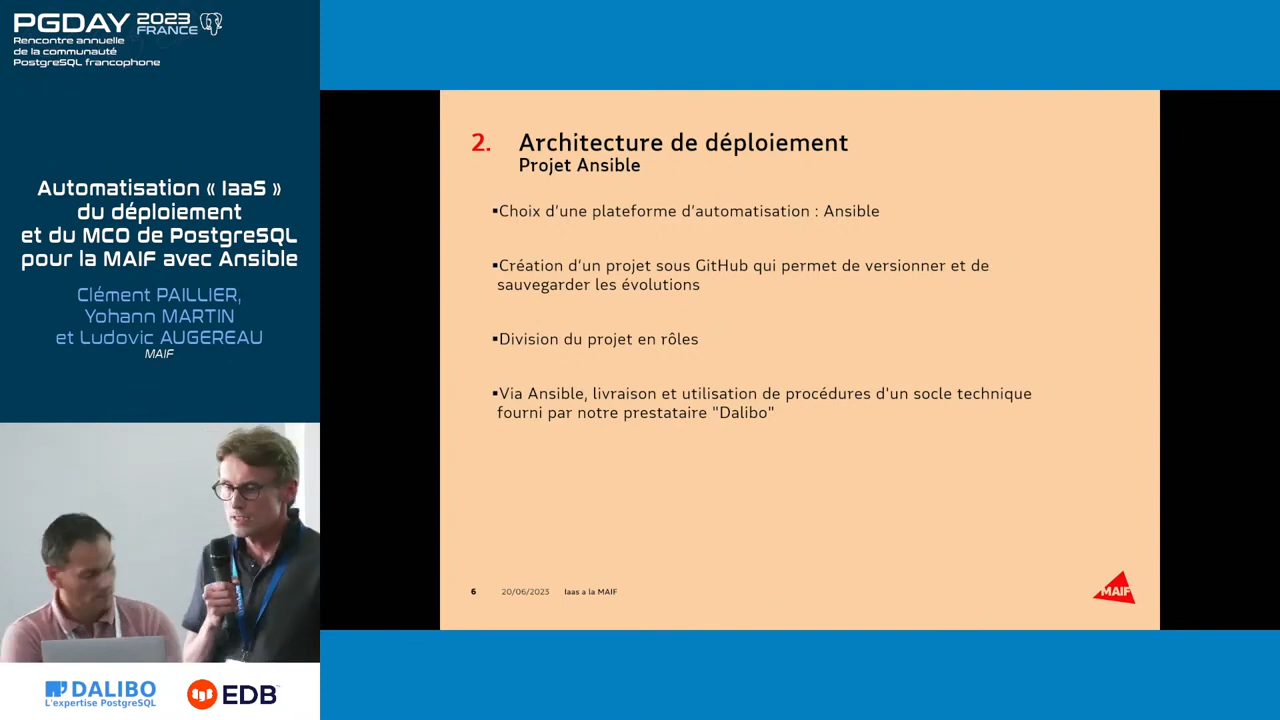 PGDAY 2023 FRANCE
Rencontre annuelle
de la communauté
PostgreSQL francophone
Automatisation « IaaS »
du déploiement
et du MCO de PostgreSQL
pour la MAIF avec Ansible
Clément PAILLIER,
Yohann MARTIN
et Ludovic AUGEREAU
MAIF
DALIBO
L'expertise PostgreSQL
EDB
2. Architecture de déploiement
Projet Ansible
▪Choix d’une plateforme d’automatisation : Ansible
▪Création d’un projet sous GitHub qui permet de versionner et de
sauvegarder les évolutions
▪Division du projet en rôles
▪Via Ansible, livraison et utilisation de procédures d'un socle technique
fourni par notre prestataire "Dalibo"
6 20/06/2023 Iaas a la MAIF
MAIF